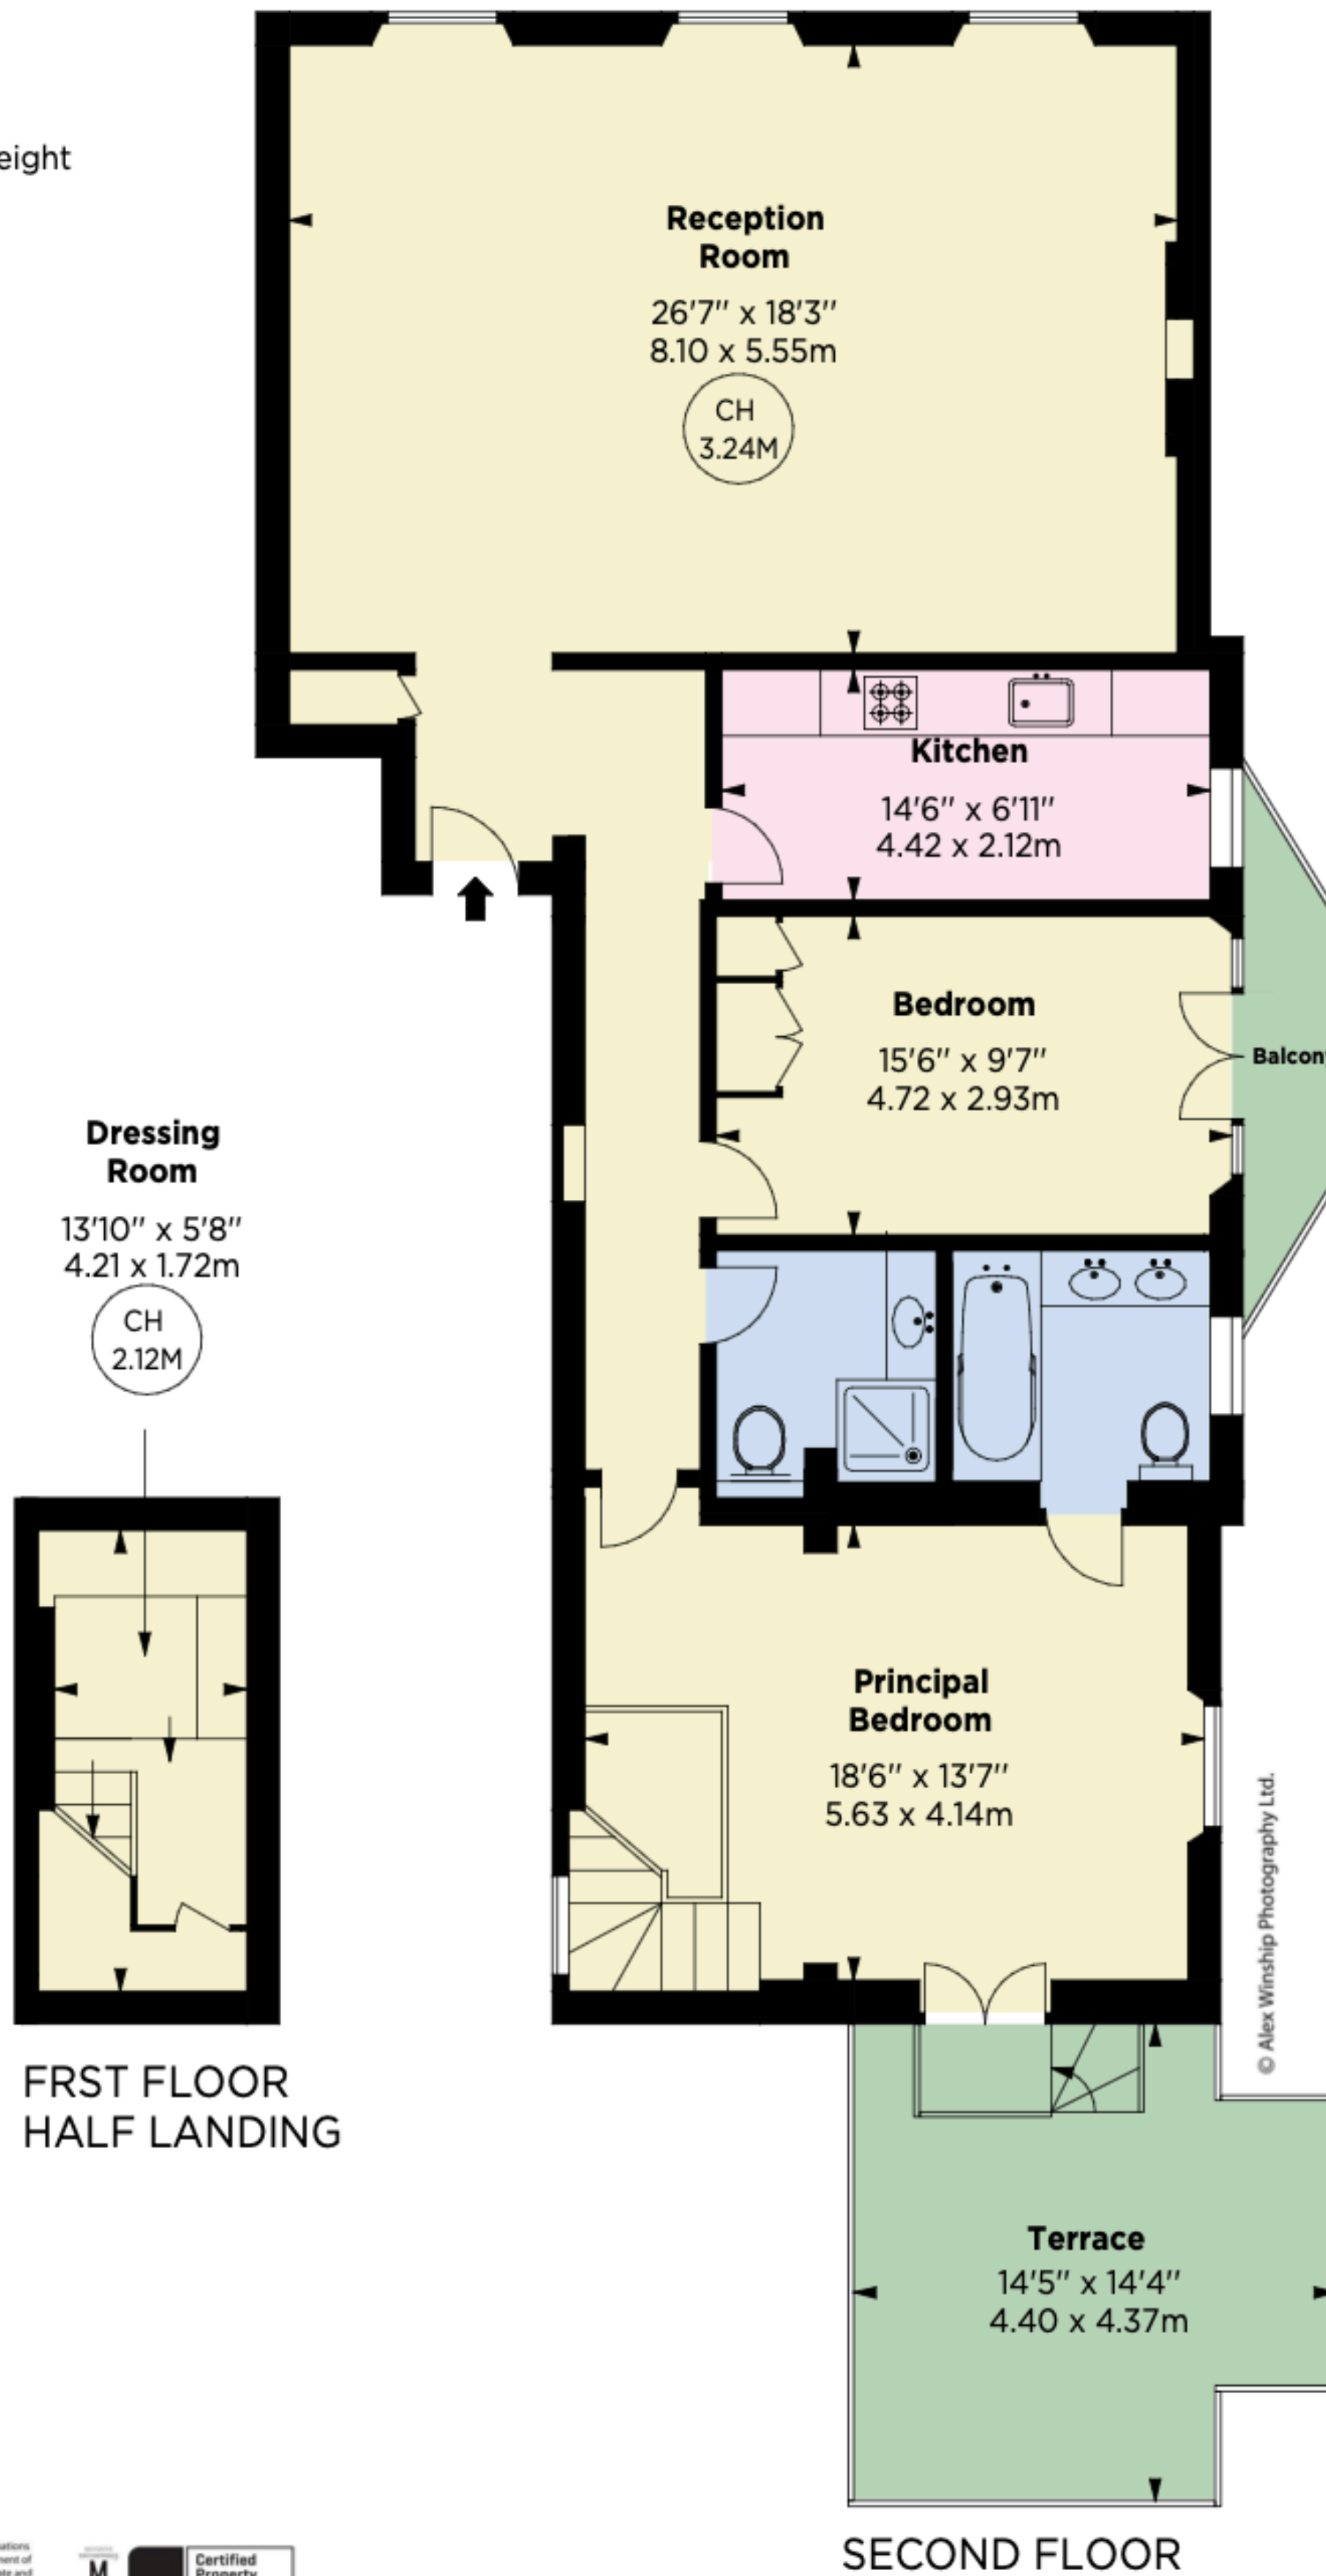 eight
Reception
Room
26'7" x 18'3"
8.10 x 5.55m
CH
3.24M
Kitchen
14'6" x 6'11"
4.42 x 2.12m
Bedroom
15'6" x 9'7"
4.72 x 2.93m
Balcon
Dressing
Room
13'10" x 5'8"
4.21 x 1.72m
CH
2.12M
Principal
Bedroom
18'6" x 13'7"
5.63 x 4.14m
© Alex Winship Photography Ltd.
FRST FLOOR
HALF LANDING
Terrace
14'5" x 14'4"
4.40 x 4.37m
SECOND FLOOR
M
Certified
Property